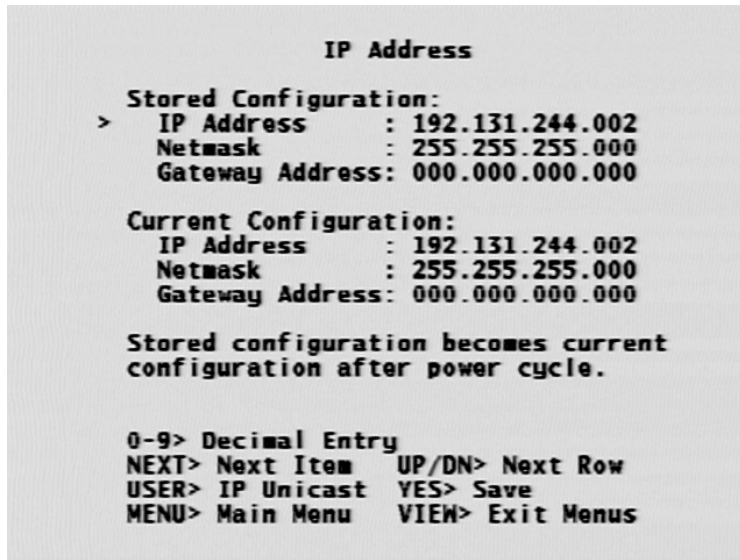 IP Address
Stored Configuration:
> IP Address : 192.131.244.002
Netmask : 255.255.255.000
Gateway Address: 000.000.000.000
Current Configuration:
IP Address : 192.131.244.002
Netmask : 255.255.255.000
Gateway Address: 000.000.000.000
Stored configuration becomes current
configuration after power cycle.
0-9> Decimal Entry
NEXT> Next Item UP/DN> Next Row
USER> IP Unicast YES> Save
MENU> Main Menu VIEW> Exit Menus